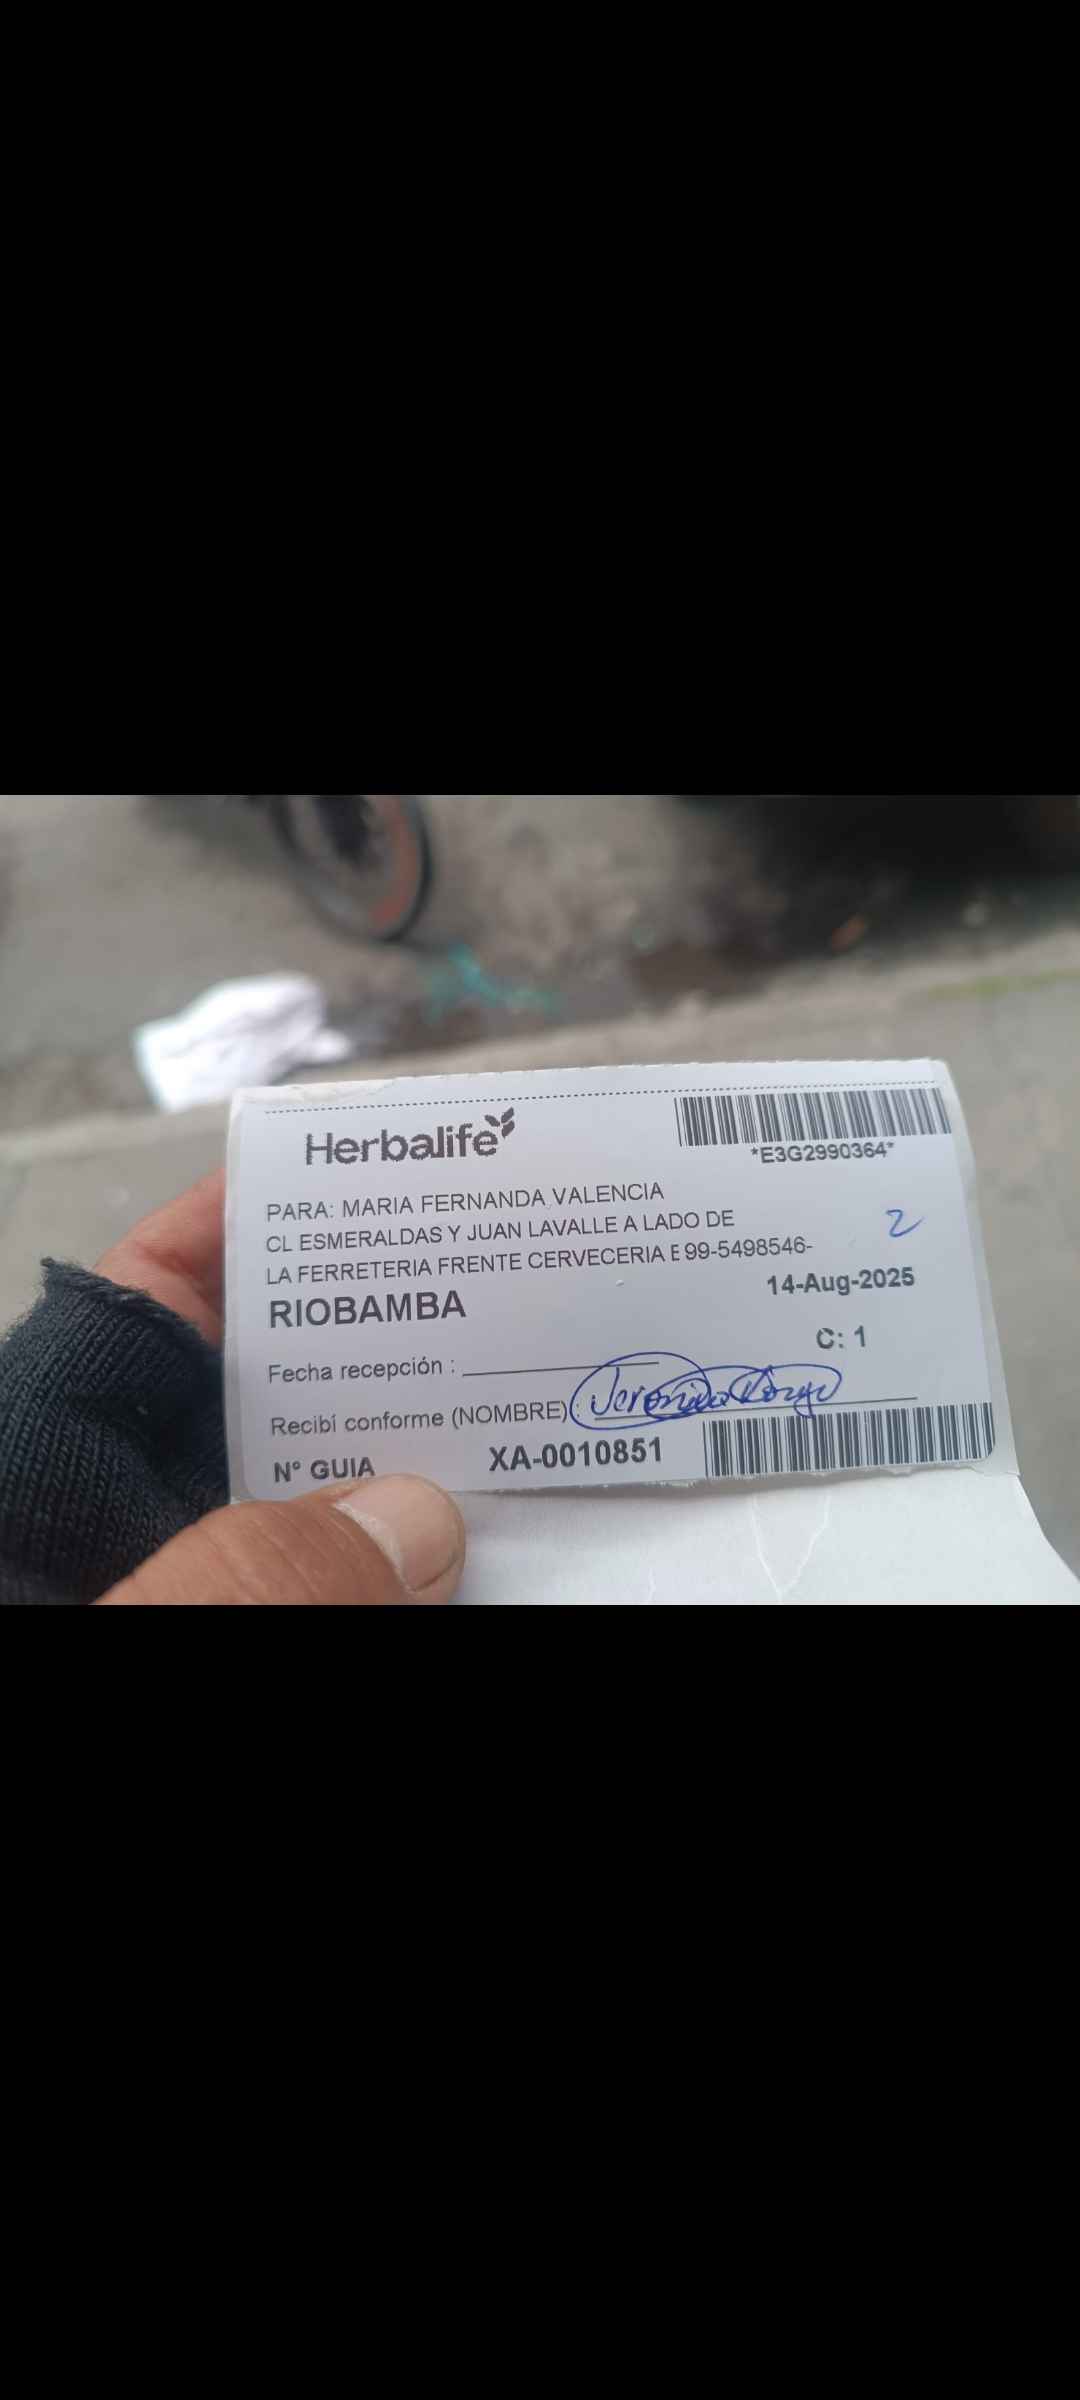 Herbalife
*E3G2990364*
PARA: MARIA FERNANDA VALENCIA
CL ESMERALDAS Y JUAN LAVALLE A LADO DE
2
LA FERRETERIA FRENTE CERVECERIA E 99-5498546-
RIOBAMBA
14-Aug-2025
C: 1
Fecha recepción :
Recibí conforme (NOMBRE) :
N° GUIA XA-0010851